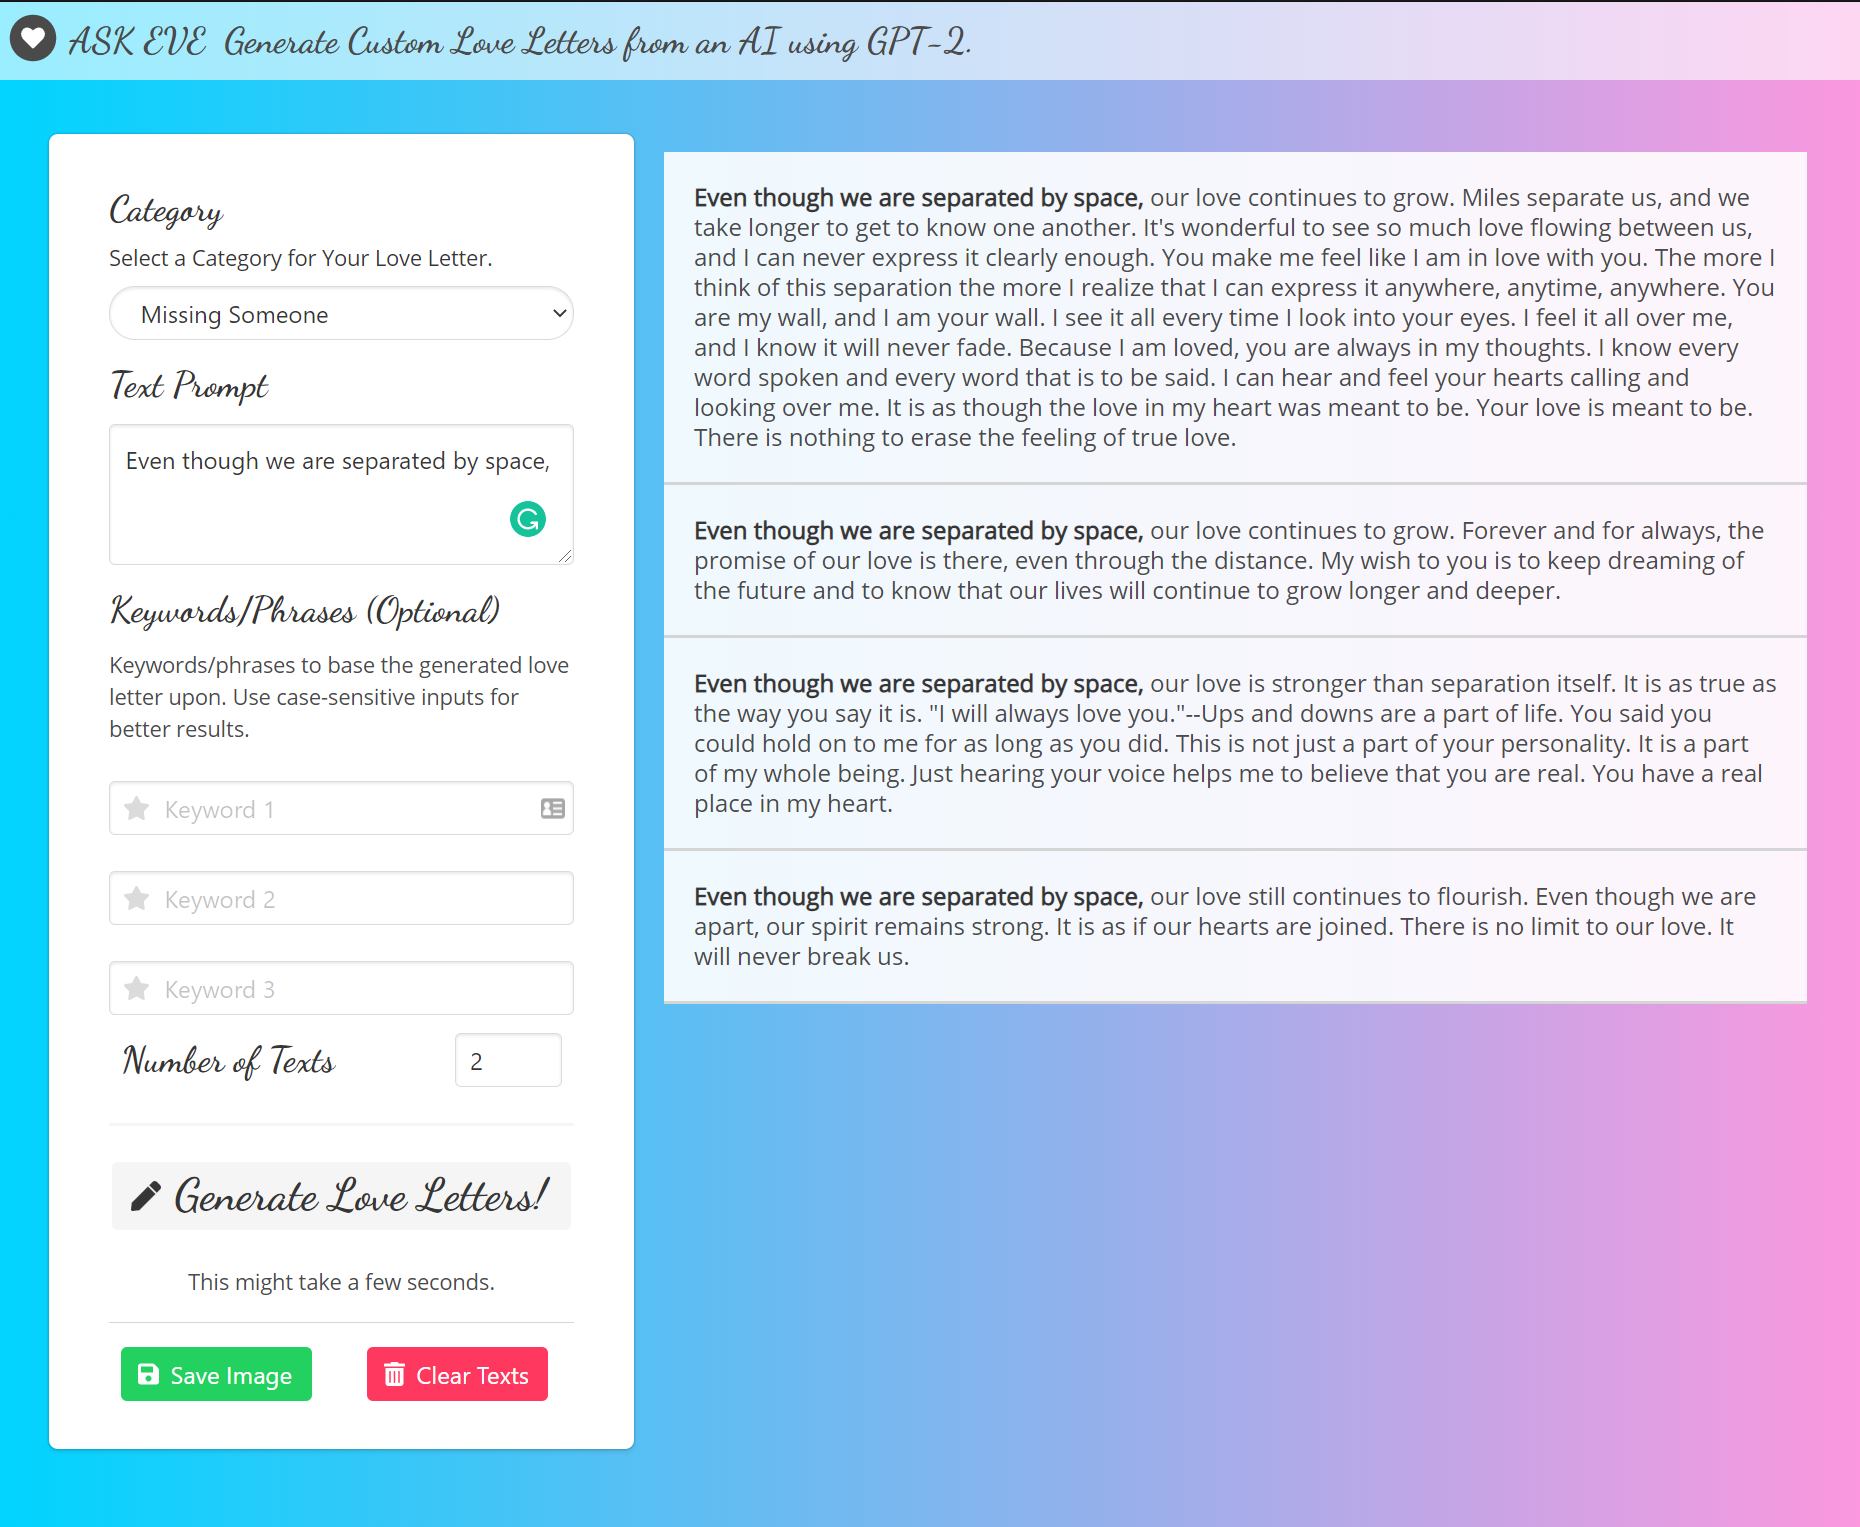 ASK EVE Generate Custom Love Letters from an AI using GPT-2.
Category
Select a Category for Your Love Letter.
Missing Someone
Text Prompt
Even though we are separated by space,
Keywords/Phrases (Optional)
Keywords/phrases to base the generated love
letter upon. Use case-sensitive inputs for
better results.
Keyword 1
Keyword 2
Keyword 3
Number of Texts 2
Generate Love Letters!
This might take a few seconds.
Save Image Clear Texts
Even though we are separated by space, our love continues to grow. Miles separate us, and we
take longer to get to know one another. It's wonderful to see so much love flowing between us,
and I can never express it clearly enough. You make me feel like I am in love with you. The more I
think of this separation the more I realize that I can express it anywhere, anytime, anywhere. You
are my wall, and I am your wall. I see it all every time I look into your eyes. I feel it all over me,
and I know it will never fade. Because I am loved, you are always in my thoughts. I know every
word spoken and every word that is to be said. I can hear and feel your hearts calling and
looking over me. It is as though the love in my heart was meant to be. Your love is meant to be.
There is nothing to erase the feeling of true love.
Even though we are separated by space, our love continues to grow. Forever and for always, the
promise of our love is there, even through the distance. My wish to you is to keep dreaming of
the future and to know that our lives will continue to grow longer and deeper.
Even though we are separated by space, our love is stronger than separation itself. It is as true as
the way you say it is. "I will always love you."--Ups and downs are a part of life. You said you
could hold on to me for as long as you did. This is not just a part of your personality. It is a part
of my whole being. Just hearing your voice helps me to believe that you are real. You have a real
place in my heart.
Even though we are separated by space, our love still continues to flourish. Even though we are
apart, our spirit remains strong. It is as if our hearts are joined. There is no limit to our love. It
will never break us.